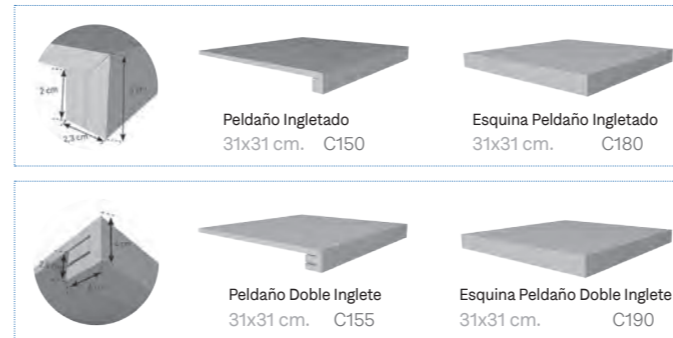 2 cm
2,3 cm
Peldaño Ingletado
31x31 cm. C150
Esquina Peldaño Ingletado
31x31 cm. C180
Peldaño Doble Inglete
31x31 cm. C155
Esquina Peldaño Doble Inglete
31x31 cm. C190